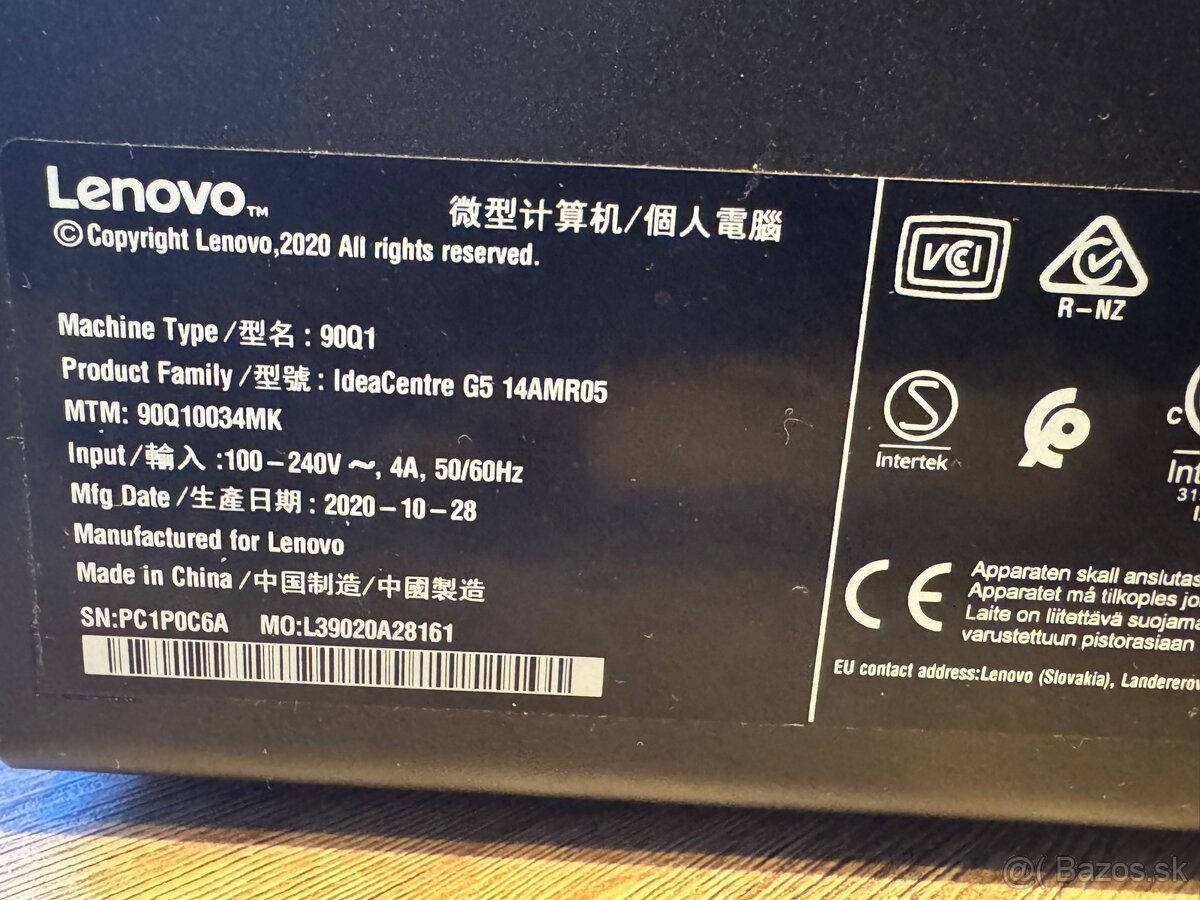 Lenovo™
微型计算机/個人電腦
©Copyright Lenovo,2020 All rights reserved.
Machine Type/型名: 90Q1
Product Family/型號: IdeaCentre G5 14AMR05
MTM: 90Q10034MK
Input/輸入 :100-240V～, 4A, 50/60Hz
Mfg Date/生產日期: 2020-10-28
Manufactured for Lenovo
Made in China/中国制造/中國製造
SN:PC1P0C6A MO:L39020A28161
VCI
R-NZ
S
Intertek
c
Int
31
CE
Apparaten skall anslutas
Apparatet må tilkoples jo
Laite on liitettävä suojama
varustettuun pistorasiaan
EU contact address:Lenovo (Slovakia), Landererov
@( Bazos.sk